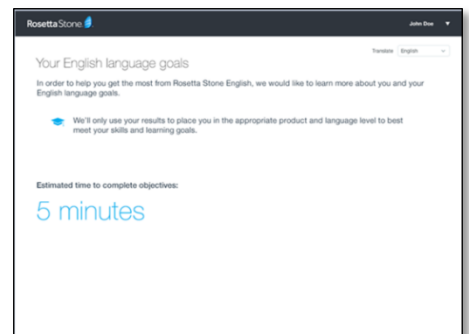 RosettaStone
John Doe
Translate English
Your English language goals
In order to help you get the most from Rosetta Stone English, we would like to learn more about you and your
English language goals.
We'll only use your results to place you in the appropriate product and language level to best
meet your skills and learning goals.
Estimated time to complete objectives:
5 minutes